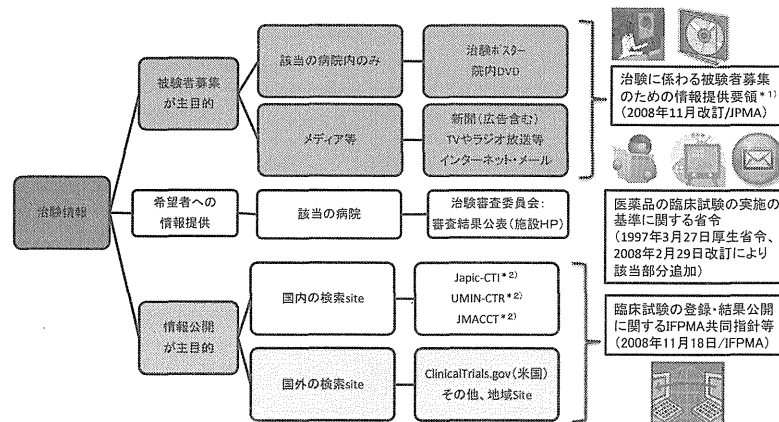 治験情報
被験者募集
が主目的
該当の病院内のみ
治験ポスター
院内DVD
メディア等
新聞(広告含む)
TVやラジオ放送等
インターネット・メール
治験に係わる被験者募集
のための情報提供要領*1)
(2008年11月改訂/JPMA)
希望者への
情報提供
該当の病院
治験審査委員会:
審査結果公表(施設HP)
医薬品の臨床試験の実施の
基準に関する省令
(1997年3月27日厚生省令、
2008年2月29日改訂により
該当部分追加)
情報公開
が主目的
国内の検索site
Japic-CTI*2)
UMIN-CTR*2)
JMACCT*2)
国外の検索site
ClinicalTrials.gov(米国)
その他、地域Site
臨床試験の登録・結果公開
に関するIFPMA共同指針等
(2008年11月18日/IFPMA)